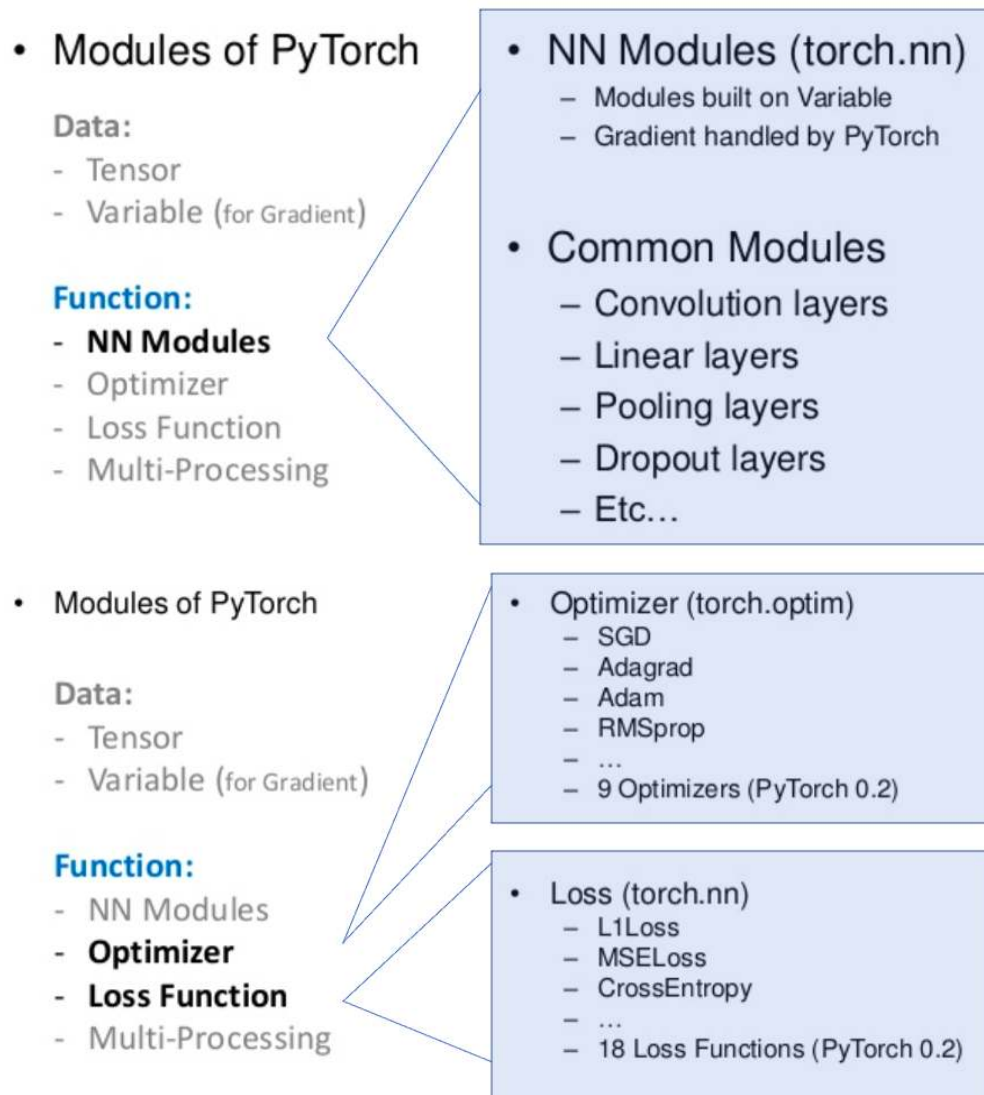 • Modules of PyTorch
Data:
- Tensor
- Variable (for Gradient)
Function:
- NN Modules
- Optimizer
- Loss Function
- Multi-Processing
• NN Modules (torch.nn)
– Modules built on Variable
– Gradient handled by PyTorch
• Common Modules
– Convolution layers
– Linear layers
– Pooling layers
– Dropout layers
– Etc…
• Modules of PyTorch
Data:
- Tensor
- Variable (for Gradient)
Function:
- NN Modules
- Optimizer
- Loss Function
- Multi-Processing
• Optimizer (torch.optim)
– SGD
– Adagrad
– Adam
– RMSprop
– …
– 9 Optimizers (PyTorch 0.2)
• Loss (torch.nn)
– L1Loss
– MSELoss
– CrossEntropy
– …
– 18 Loss Functions (PyTorch 0.2)